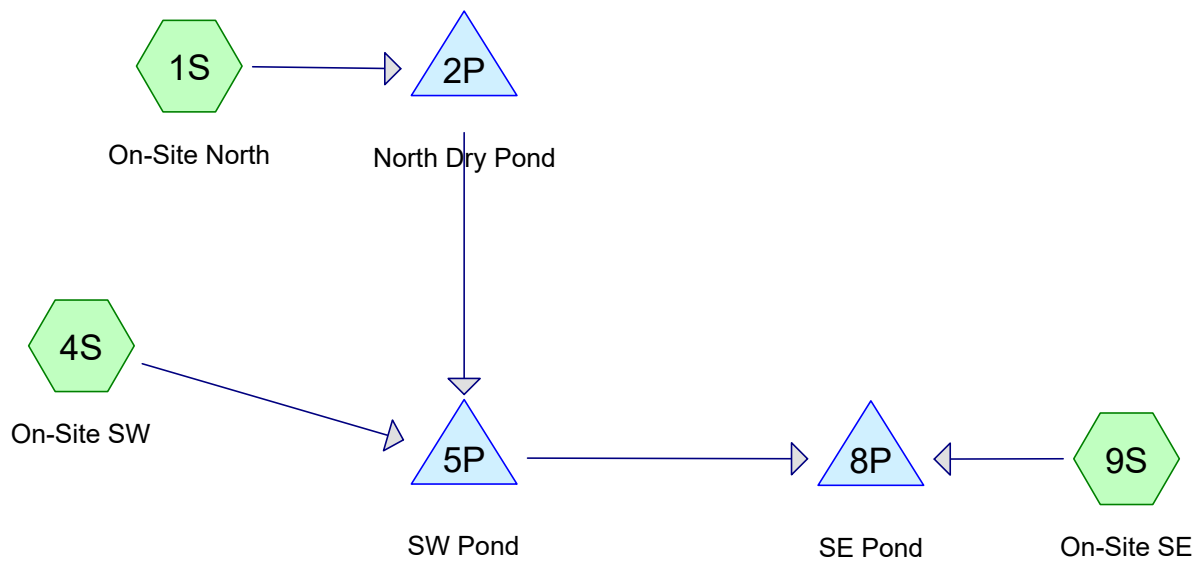 1S
2P
On-Site North
North Dry Pond
4S
On-Site SW
5P
8P
9S
SW Pond
SE Pond
On-Site SE